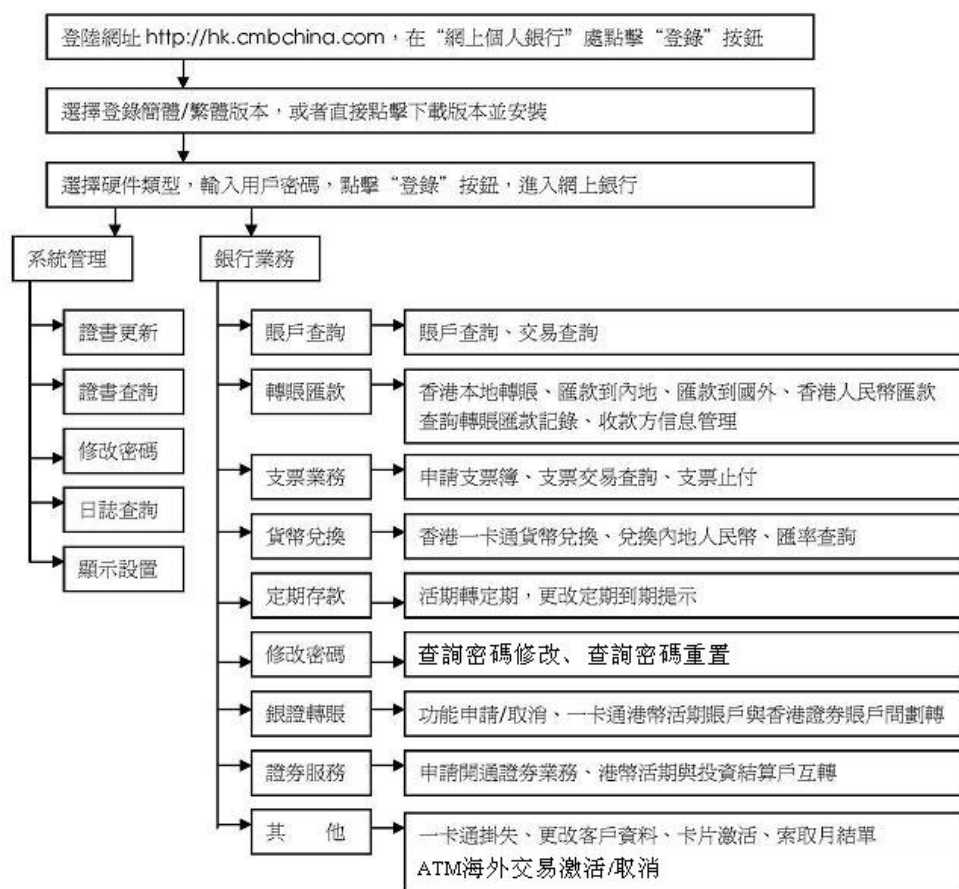 登陸網址 http://hk.cmbchina.com，在“網上個人銀行”處點擊“登錄”按鈕
選擇登錄簡體/繁體版本，或者直接點擊下載版本並安裝
選擇硬件類型，輸入用戶密碼，點擊“登錄”按鈕，進入網上銀行
系統管理
銀行業務
證書更新
證書查詢
修改密碼
日誌查詢
顯示設置
賬戶查詢
賬戶查詢、交易查詢
轉賬匯款
香港本地轉賬、匯款到內地、匯款到國外、香港人民幣匯款
查詢轉賬匯款記錄、收款方信息管理
支票業務
申請支票簿、支票交易查詢、支票止付
貨幣兌換
香港一卡通貨幣兌換、兌換內地人民幣、匯率查詢
定期存款
活期轉定期，更改定期到期提示
修改密碼
查詢密碼修改、查詢密碼重置
銀證轉賬
功能申請/取消、一卡通港幣活期賬戶與香港證券賬戶間劃轉
證券服務
申請開通證券業務、港幣活期與投資結算戶互轉
其　他
一卡通掛失、更改客戶資料、卡片激活、索取月結單
ATM海外交易激活/取消